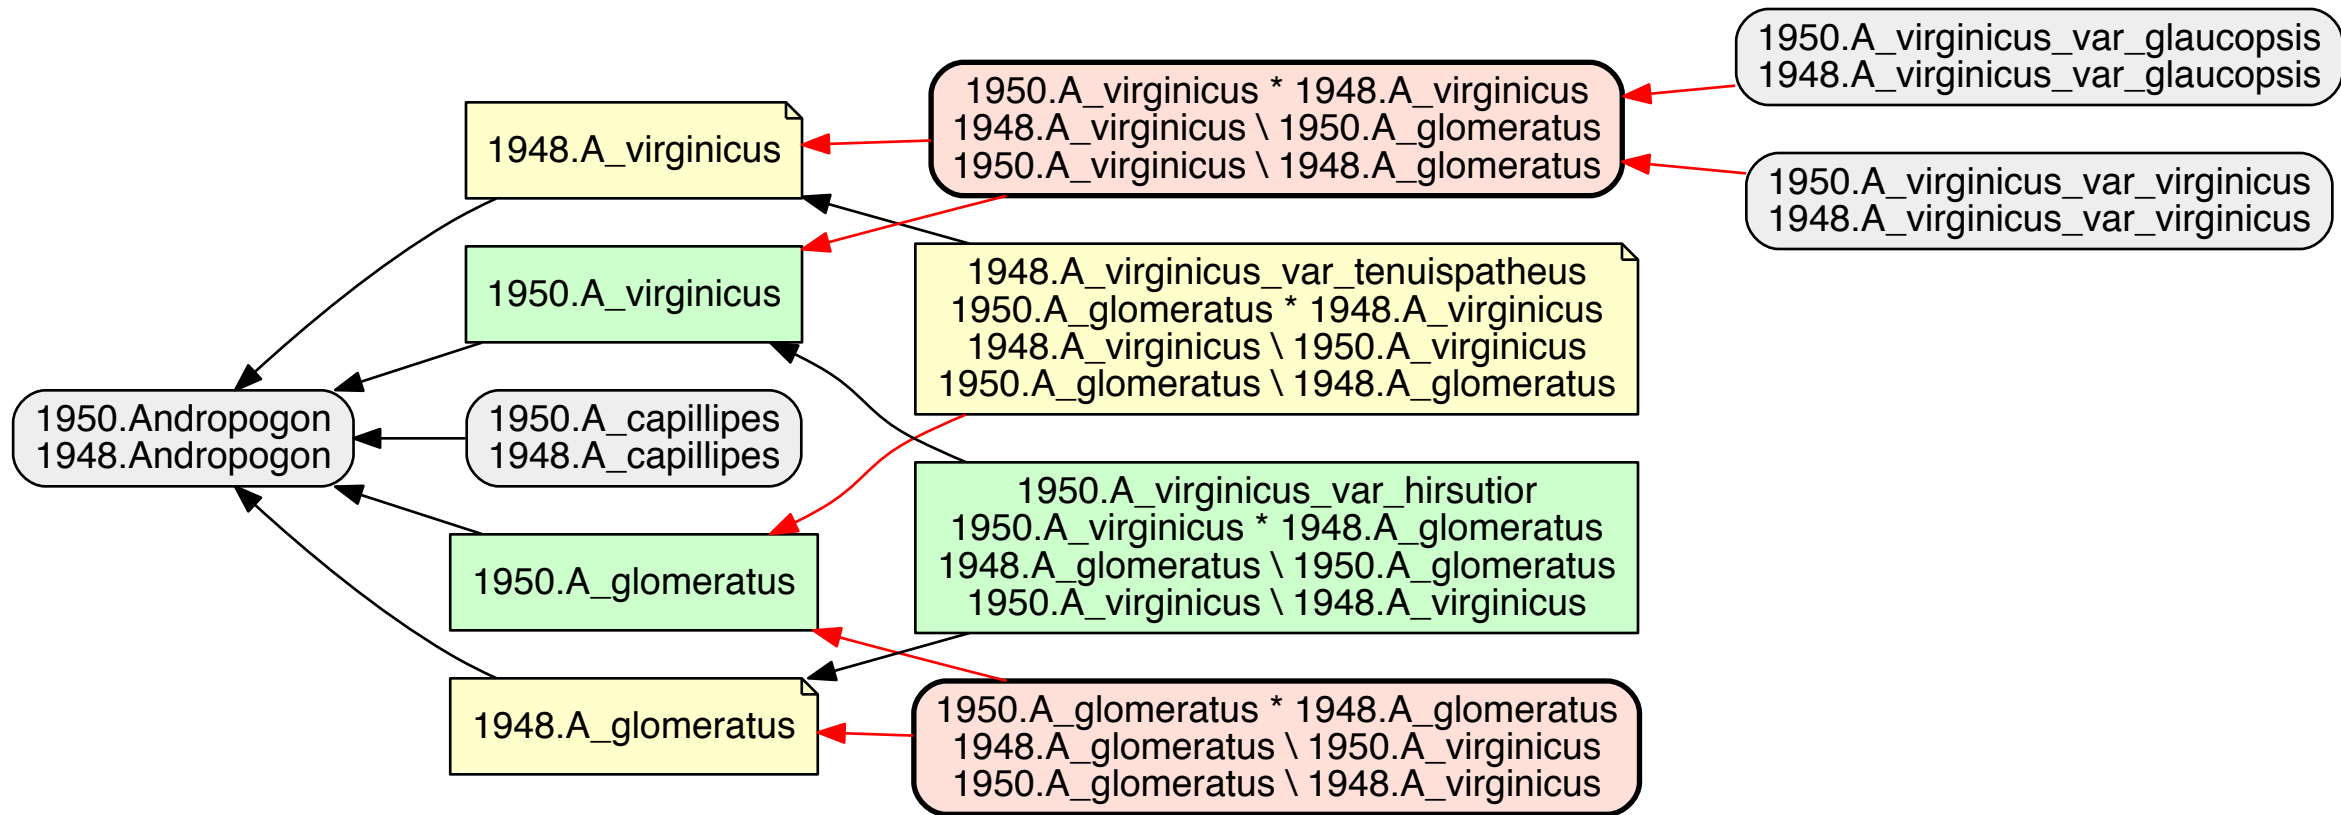 1950.Andropogon
1948.Andropogon
1948.A_virginicus
1950.A_virginicus
1950.A_capillipes
1948.A_capillipes
1950.A_glomeratus
1948.A_glomeratus
1950.A_virginicus * 1948.A_virginicus
1948.A_virginicus \ 1950.A_glomeratus
1950.A_virginicus \ 1948.A_glomeratus
1948.A_virginicus_var_tenuispatheus
1950.A_glomeratus * 1948.A_virginicus
1948.A_virginicus \ 1950.A_virginicus
1950.A_glomeratus \ 1948.A_glomeratus
1950.A_virginicus_var_hirsutior
1950.A_virginicus * 1948.A_glomeratus
1948.A_glomeratus \ 1950.A_glomeratus
1950.A_virginicus \ 1948.A_virginicus
1950.A_glomeratus * 1948.A_glomeratus
1948.A_glomeratus \ 1950.A_virginicus
1950.A_glomeratus \ 1948.A_virginicus
1950.A_virginicus_var_glaucopsis
1948.A_virginicus_var_glaucopsis
1950.A_virginicus_var_virginicus
1948.A_virginicus_var_virginicus